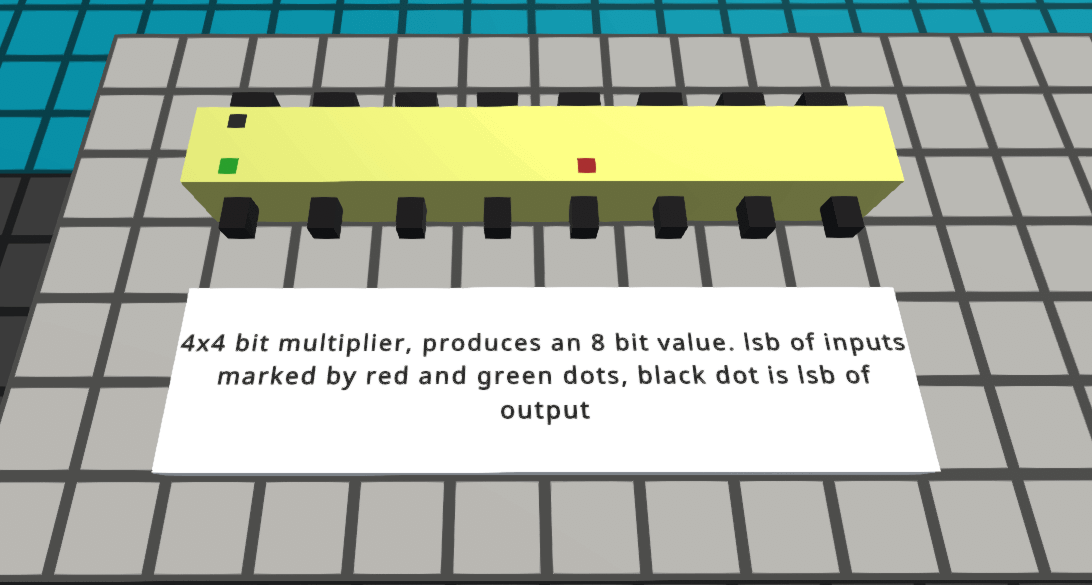 4x4 bit multiplier, produces an 8 bit value. lsb of inputs
marked by red and green dots, black dot is lsb of
output